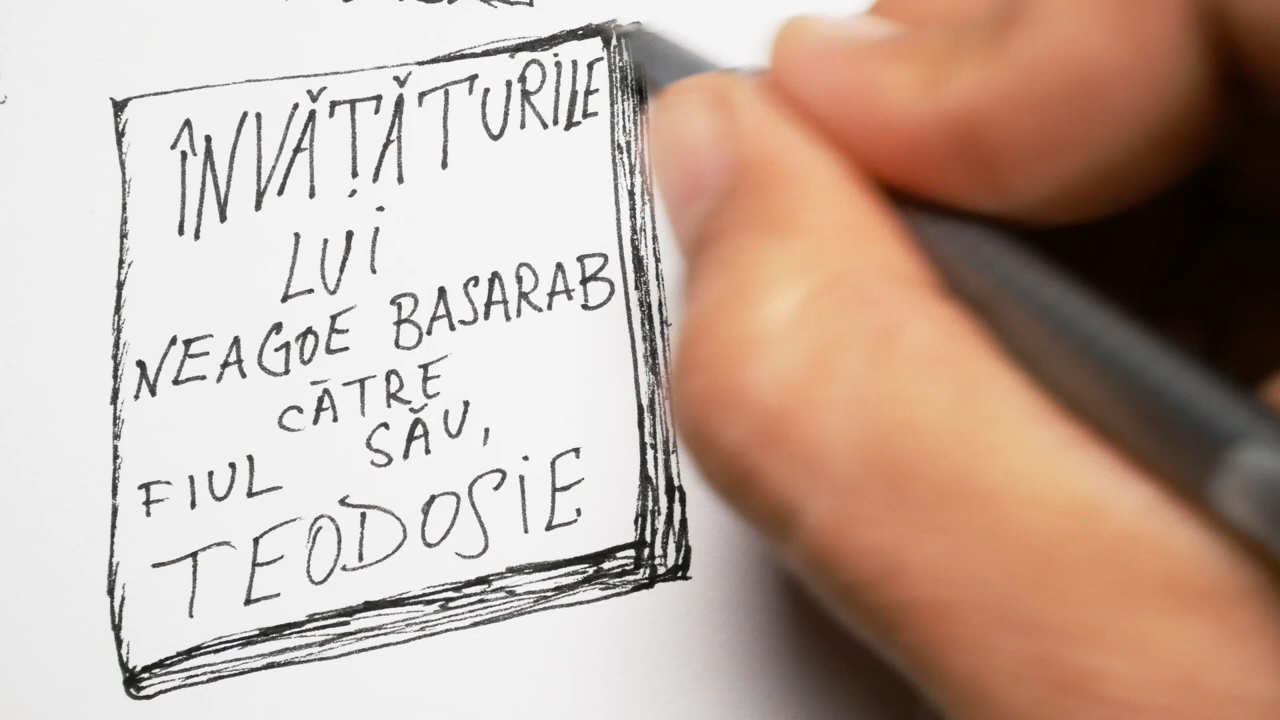 ÎNVĂȚĂTURILE
LUI
NEAGOE BASARAB
CĂTRE
FIUL SĂU,
TEODOSIE